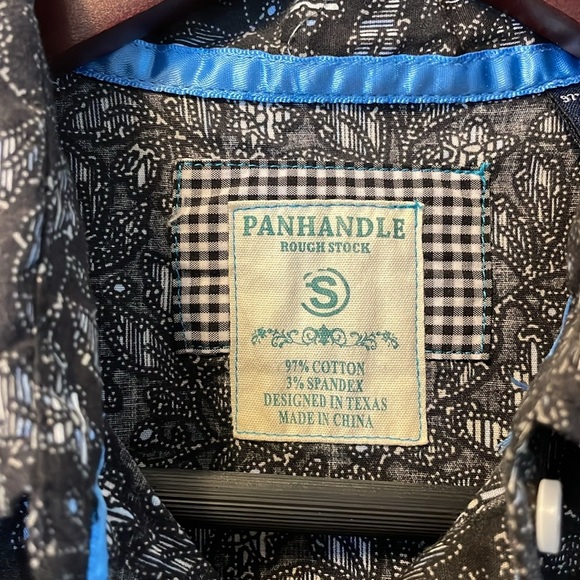 PANHANDLE
ROUGH STOCK
S
97% COTTON
3% SPANDEX
DESIGNED IN TEXAS
MADE IN CHINA